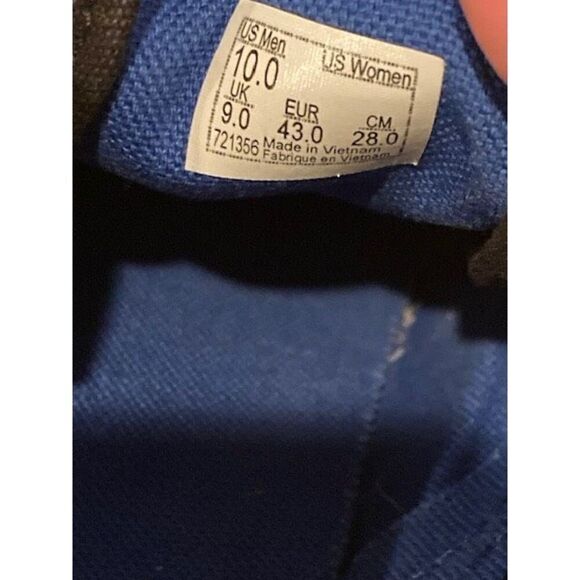 US Men US Women
10.0
UK EUR CM
9.0 43.0 28.0
721356 Made in Vietnam
Fabrique en Vietnam